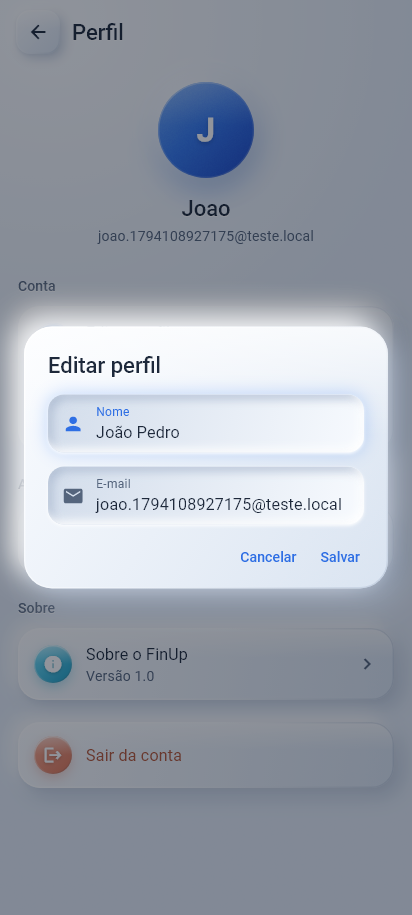 Perfil
J
Joao
joao.1794108927175@teste.local
Conta
Editar perfil
Nome
João Pedro
E-mail
joao.1794108927175@teste.local
Cancelar Salvar
Sobre
Sobre o FinUp
Versão 1.0
Sair da conta